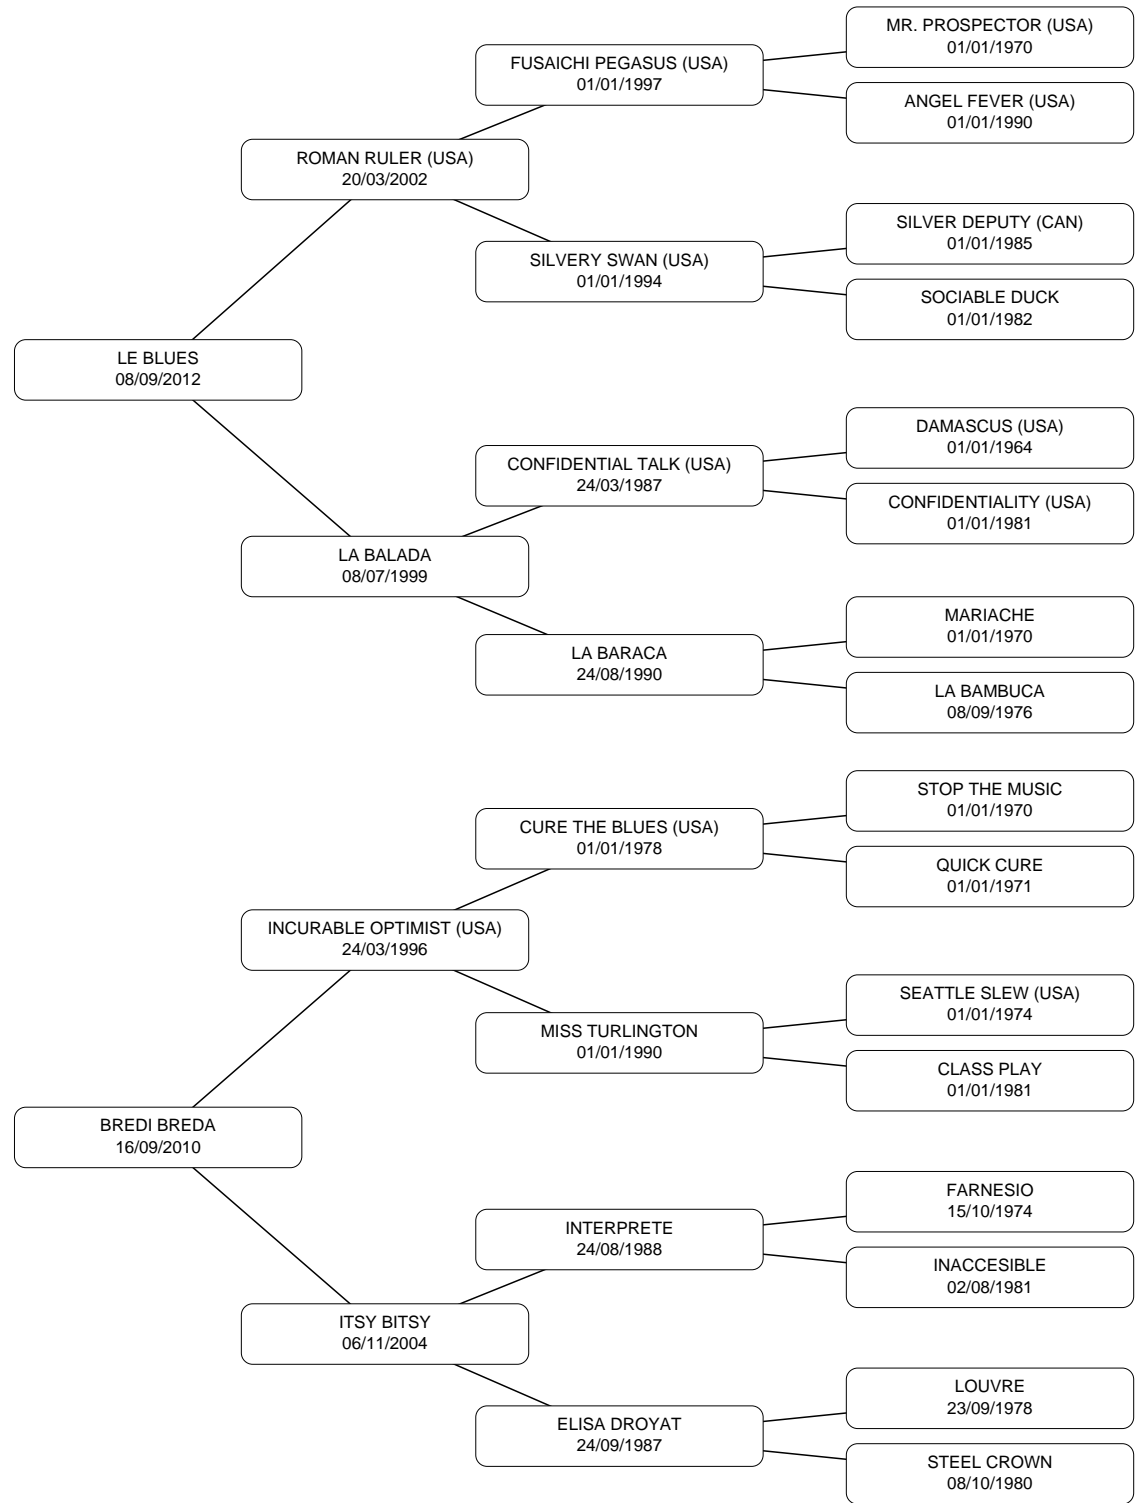 MR. PROSPECTOR (USA)
01/01/1970
FUSAICHI PEGASUS (USA)
01/01/1997
ANGEL FEVER (USA)
01/01/1990
ROMAN RULER (USA)
20/03/2002
SILVER DEPUTY (CAN)
01/01/1985
SILVERY SWAN (USA)
01/01/1994
SOCIABLE DUCK
01/01/1982
LE BLUES
08/09/2012
DAMASCUS (USA)
01/01/1964
CONFIDENTIAL TALK (USA)
24/03/1987
CONFIDENTIALITY (USA)
01/01/1981
LA BALADA
08/07/1999
MARIACHE
01/01/1970
LA BARACA
24/08/1990
LA BAMBUCA
08/09/1976
STOP THE MUSIC
01/01/1970
CURE THE BLUES (USA)
01/01/1978
QUICK CURE
01/01/1971
INCURABLE OPTIMIST (USA)
24/03/1996
SEATTLE SLEW (USA)
01/01/1974
MISS TURLINGTON
01/01/1990
CLASS PLAY
01/01/1981
BREDI BREDA
16/09/2010
FARNESIO
15/10/1974
INTERPRETE
24/08/1988
INACCESIBLE
02/08/1981
ITSY BITSY
06/11/2004
LOUVRE
23/09/1978
ELISA DROYAT
24/09/1987
STEEL CROWN
08/10/1980